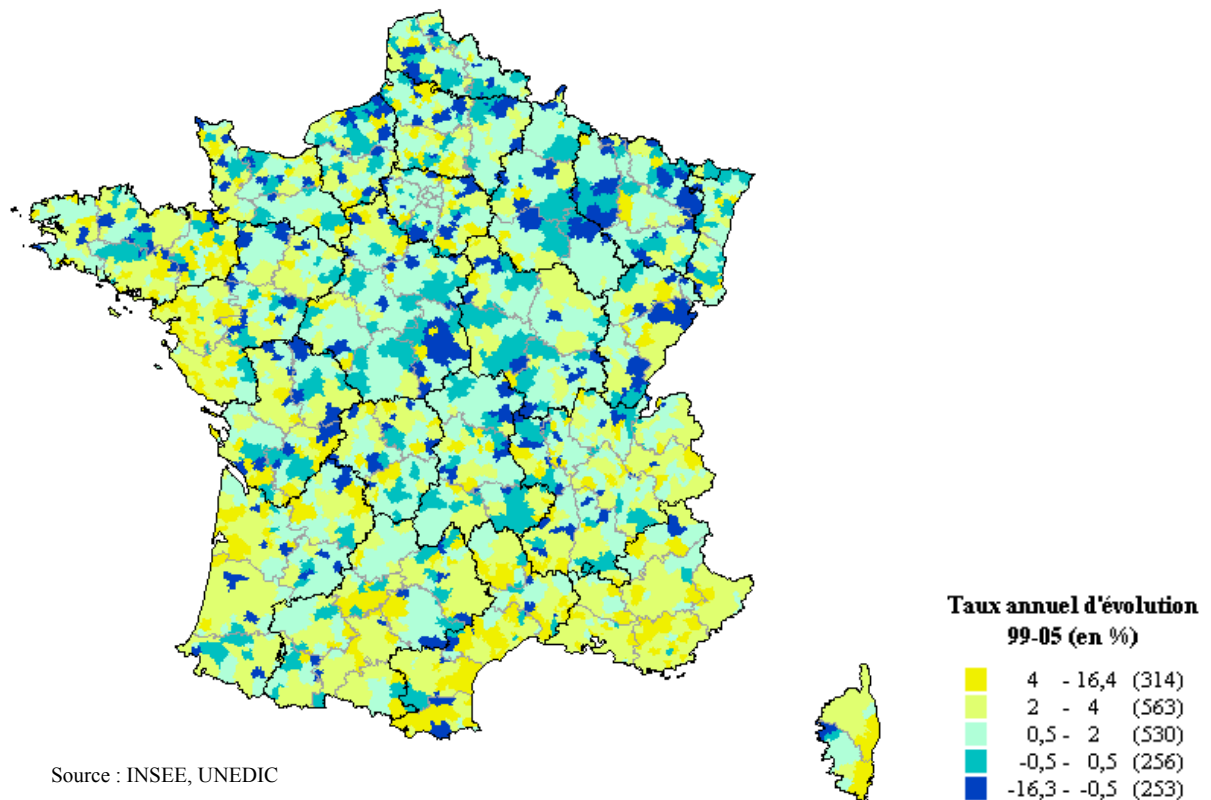 Taux annuel d'évolution
99-05 (en %)
4 - 16,4 (314)
2 - 4 (563)
0,5 - 2 (530)
-0,5 - 0,5 (256)
-16,3 - -0,5 (253)
Source : INSEE, UNEDIC